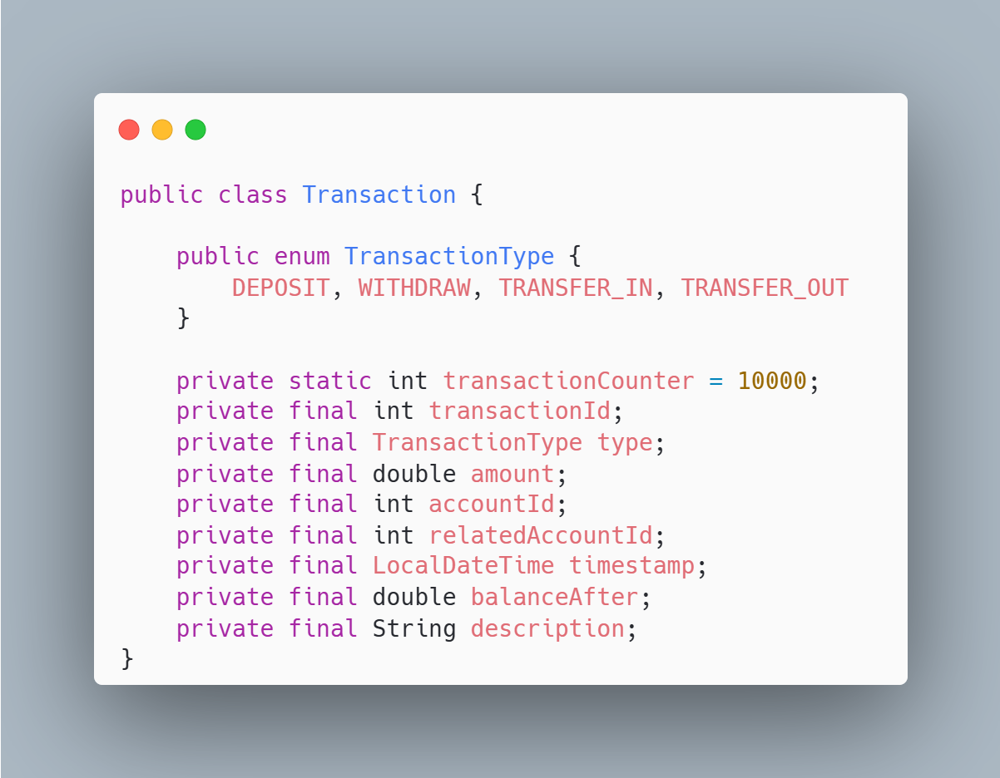 public class Transaction {
    public enum TransactionType {
        DEPOSIT, WITHDRAW, TRANSFER_IN, TRANSFER_OUT
    }
    private static int transactionCounter = 10000;
    private final int transactionId;
    private final TransactionType type;
    private final double amount;
    private final int accountId;
    private final int relatedAccountId;
    private final LocalDateTime timestamp;
    private final double balanceAfter;
    private final String description;
}